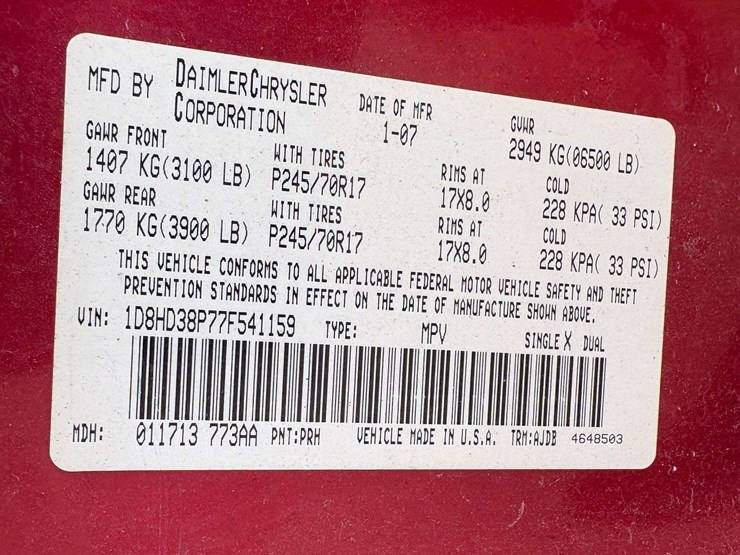 MFD BY DAIMLERCHRYSLER CORPORATION DATE OF MFR 1-07 GVWR 2949 KG(06500 LB)
GAWR FRONT WITH TIRES RIMS AT COLD
1407 KG(3100 LB) P245/70R17 17X8.0 228 KPA( 33 PSI)
GAWR REAR WITH TIRES RIMS AT COLD
1770 KG(3900 LB) P245/70R17 17X8.0 228 KPA( 33 PSI)
THIS VEHICLE CONFORMS TO ALL APPLICABLE FEDERAL MOTOR VEHICLE SAFETY AND THEFT
PREVENTION STANDARDS IN EFFECT ON THE DATE OF MANUFACTURE SHOWN ABOVE.
VIN: 1D8HD38P77F541159 TYPE: MPV SINGLE X DUAL
MDH: 011713 773AA PNT:PRH VEHICLE MADE IN U.S.A. TRM:AJDB 4648503